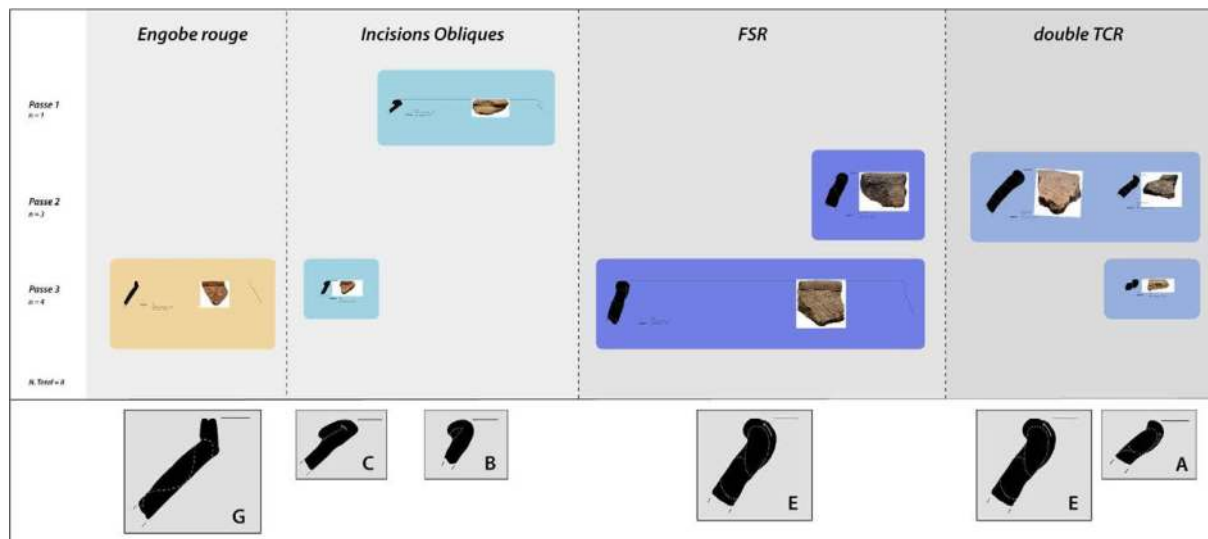 Engobe rouge
Incisions Obliques
FSR
double TCR
Passe 1
n = 1
Passe 2
n = 3
Passe 3
n = 4
N. Total = 8
G
C
B
E
E
A